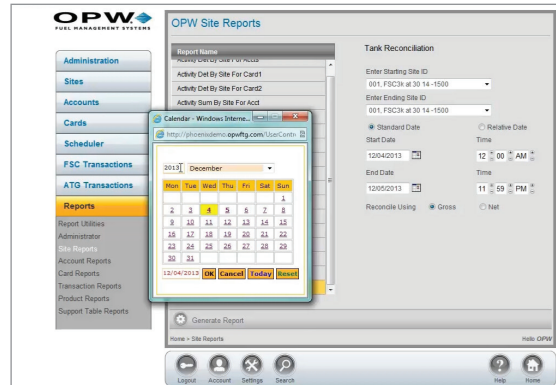 OPW
FUEL MANAGEMENT SYSTEMS
Administration
Sites
Accounts
Cards
Scheduler
FSC Transactions
ATG Transactions
Reports
Report Utilities
Administrator
Site Reports
Account Reports
Card Reports
Transaction Reports
Product Reports
Support Table Reports
OPW Site Reports
Report Name
Activity Det By Site For Accts
Activity Det By Site For Card1
Activity Det By Site For Card2
Activity Sum By Site For Acct
Calendar - Windows Interne...
http://phoenixdemo.opwftg.com/UserContro
2013 December
Mon Tue Wed Thu Fri Sat Sun
1
2 3 4 5 6 7 8
9 10 11 12 13 14 15
16 17 18 19 20 21 22
23 24 25 26 27 28 29
30 31
12/04/2013 OK Cancel Today Reset
Tank Reconciliation
Enter Starting Site ID
001, FSC3k at 30 14 -1500
Enter Ending Site ID
001, FSC3k at 30 14 -1500
Standard Date Relative Date
Start Date Time
12/04/2013 12 00 AM
End Date Time
12/05/2013 11 59 PM
Reconcile Using Gross Net
Generate Report
Home > Site Reports Hello OPW
Logout Account Settings Search Help Home